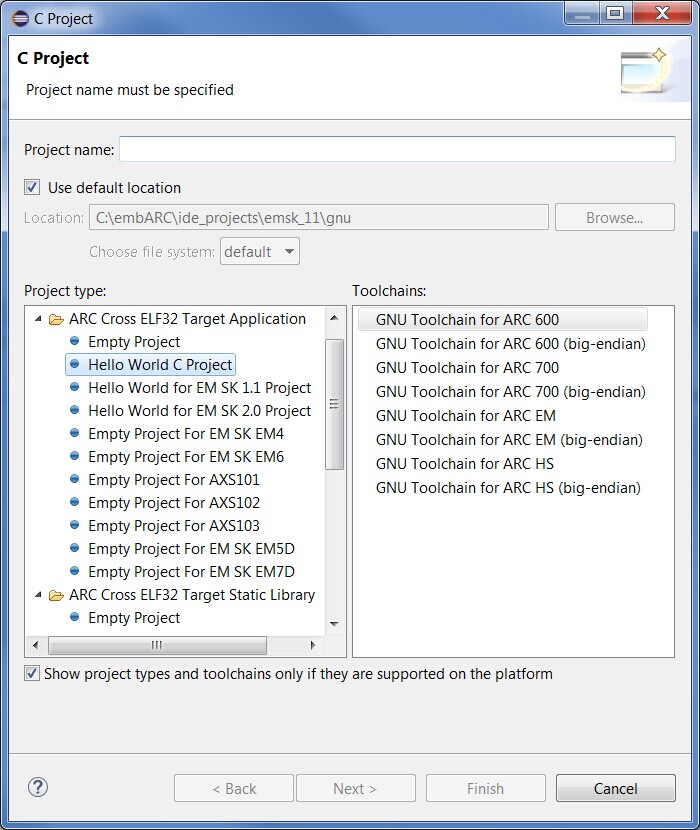 C Project
C Project
Project name must be specified
Project name:
Use default location
Location: C:\embARC\ide_projects\emsk_11\gnu Browse...
Choose file system: default
Project type:
ARC Cross ELF32 Target Application
Empty Project
Hello World C Project
Hello World for EM SK 1.1 Project
Hello World for EM SK 2.0 Project
Empty Project For EM SK EM4
Empty Project For EM SK EM6
Empty Project For AXS101
Empty Project For AXS102
Empty Project For AXS103
Empty Project For EM SK EM5D
Empty Project For EM SK EM7D
ARC Cross ELF32 Target Static Library
Empty Project
Toolchains:
GNU Toolchain for ARC 600
GNU Toolchain for ARC 600 (big-endian)
GNU Toolchain for ARC 700
GNU Toolchain for ARC 700 (big-endian)
GNU Toolchain for ARC EM
GNU Toolchain for ARC EM (big-endian)
GNU Toolchain for ARC HS
GNU Toolchain for ARC HS (big-endian)
Show project types and toolchains only if they are supported on the platform
? < Back Next > Finish Cancel